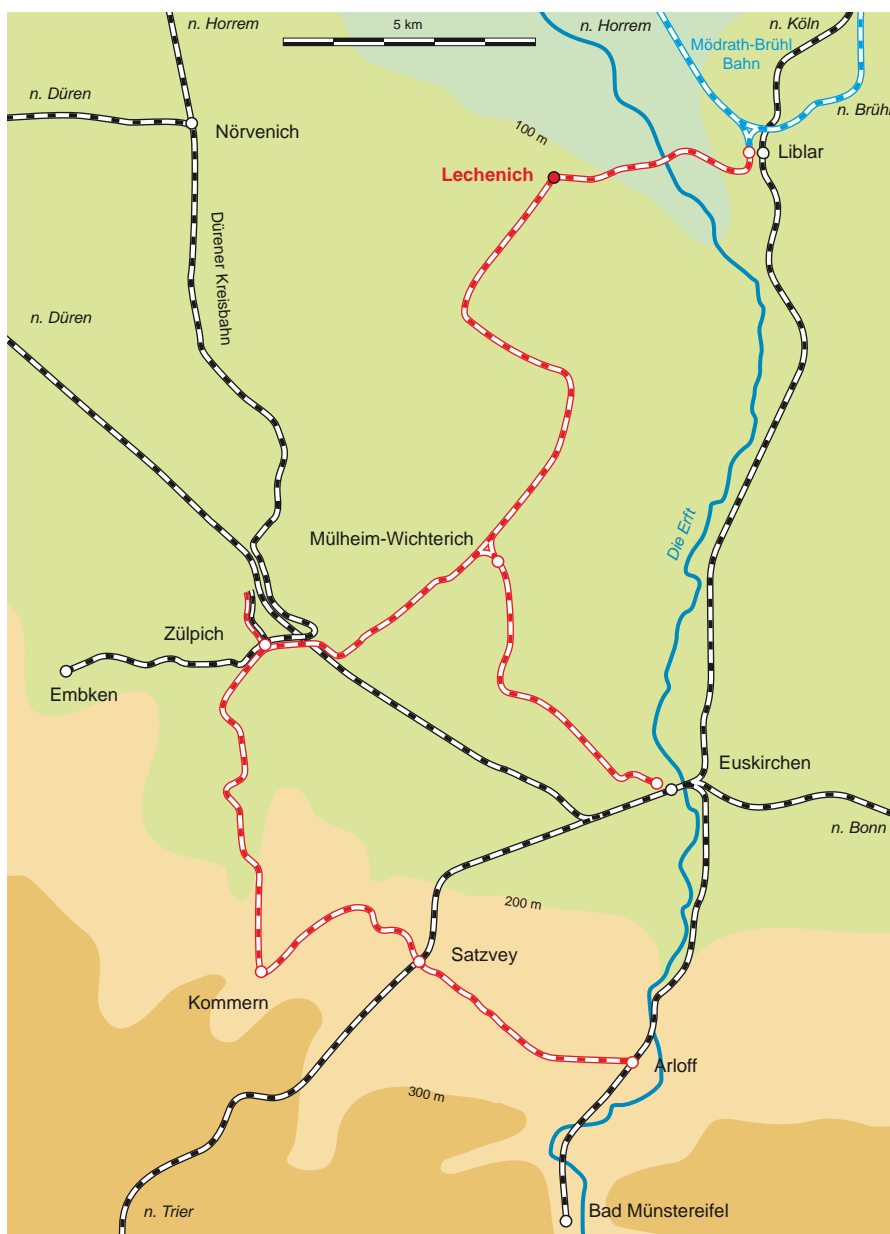 n. Horrem
5 km
n. Horrem
n. Köln
Mödrath-Brühl
Bahn
n. Düren
n. Brühl
Nörvenich
100 m
Liblar
Lechenich
Dürener Kreisbahn
n. Düren
Die Erft
Mülheim-Wichterich
Zülpich
Embken
Euskirchen
n. Bonn
200 m
Satzvey
Kommern
Arloff
300 m
n. Trier
Bad Münstereifel